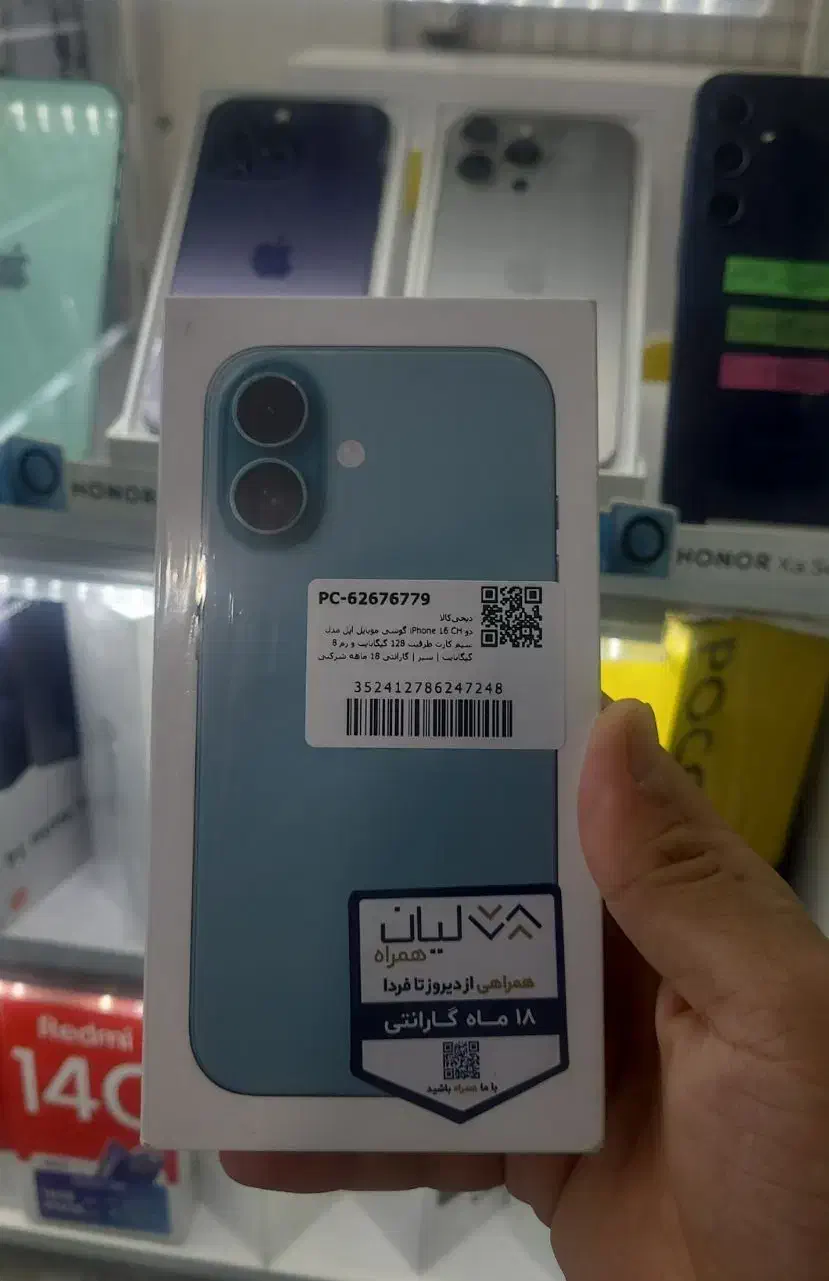 HONOR
HONOR Xa
PC-62676779
دیجی‌کالا
گوشی موبایل اپل مدل iPhone 16 CH دو
سیم کارت ظرفیت 128 گیگابایت و رم 8
گیگابایت | سبز | گارانتی 18 ماهه شرکتی
352412786247248
POCO
لیان
همراه
همراهی از دیروز تا فردا
۱۸ ماه گارانتی
با ما همراه باشید
Redmi
14C